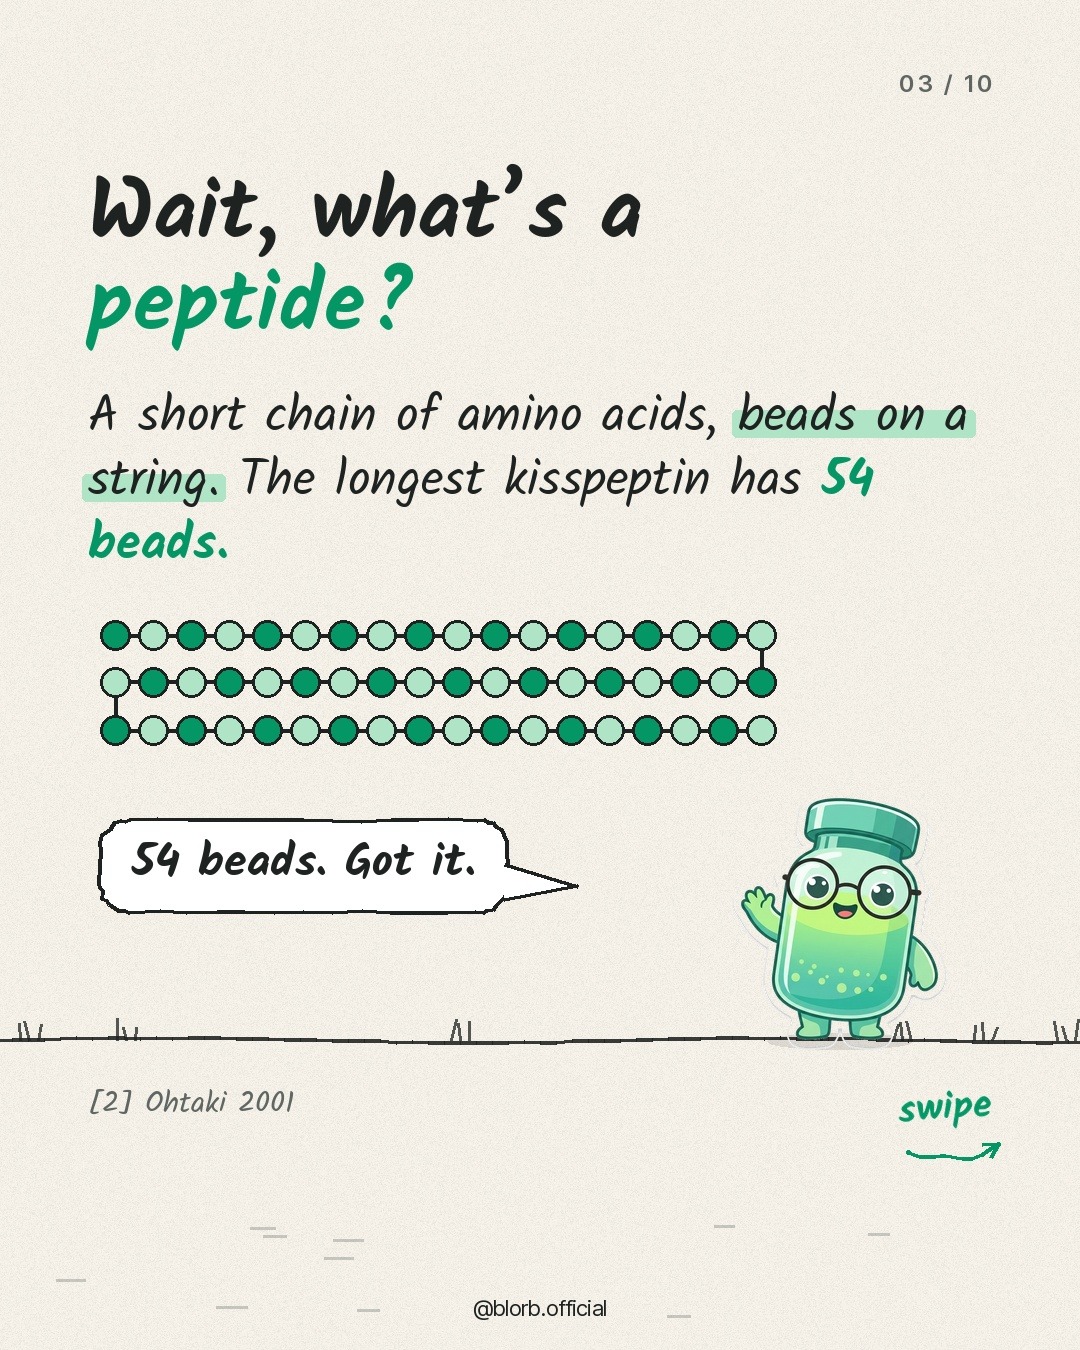 03 / 10
Wait, what’s a
peptide?
A short chain of amino acids, beads on a
string. The longest kisspeptin has 54
beads.
54 beads. Got it.
[2] Ohtaki 2001
swipe
@blorb.official